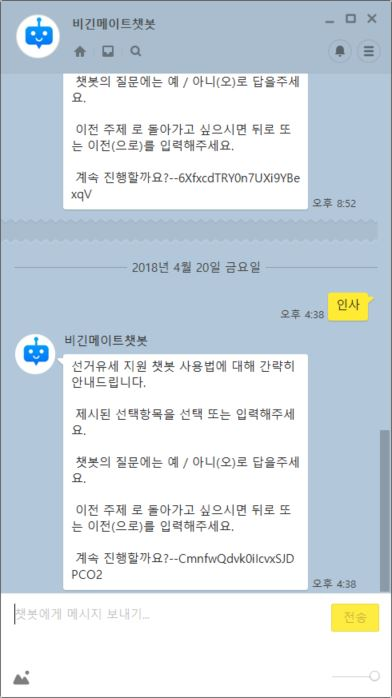 비긴메이트챗봇
챗봇의 질문에는 예 / 아니(오)로 답을주세
요.
이전 주제 로 돌아가고 싶으시면 뒤로 또
는 이전(으로)를 입력해주세요.
계속 진행할까요?--6XfxcdTRY0n7UXi9YBe
xqV
오후 8:52
2018년 4월 20일 금요일
오후 4:38
인사
비긴메이트챗봇
선거유세 지원 챗봇 사용법에 대해 간략히
안내드립니다.
제시된 선택항목을 선택 또는 입력해주세
요.
챗봇의 질문에는 예 / 아니(오)로 답을주세
요.
이전 주제 로 돌아가고 싶으시면 뒤로 또
는 이전(으로)를 입력해주세요.
계속 진행할까요?--CmnfwQdvk0iIcvxSJD
PCO2
오후 4:38
챗봇에게 메시지 보내기...
전송